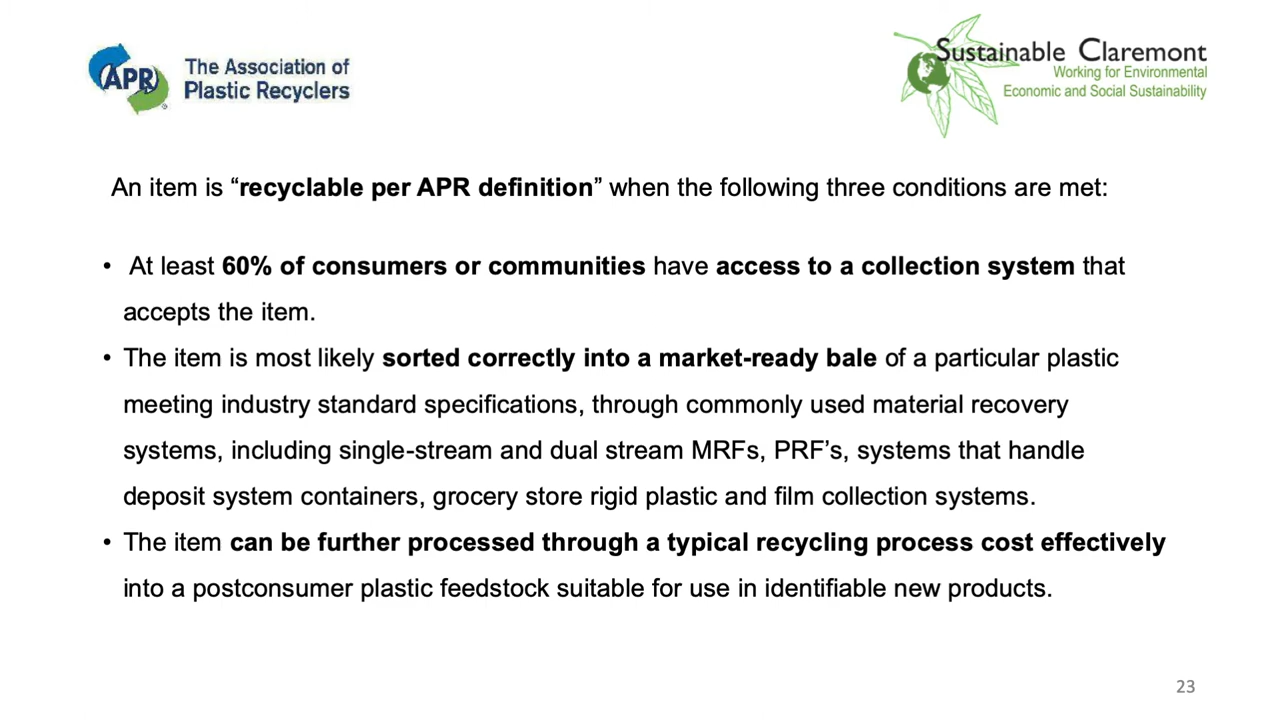 APR
The Association of
Plastic Recyclers
Sustainable Claremont
Working for Environmental
Economic and Social Sustainability
An item is “recyclable per APR definition” when the following three conditions are met:
• At least 60% of consumers or communities have access to a collection system that
accepts the item.
• The item is most likely sorted correctly into a market-ready bale of a particular plastic
meeting industry standard specifications, through commonly used material recovery
systems, including single-stream and dual stream MRFs, PRF’s, systems that handle
deposit system containers, grocery store rigid plastic and film collection systems.
• The item can be further processed through a typical recycling process cost effectively
into a postconsumer plastic feedstock suitable for use in identifiable new products.
23